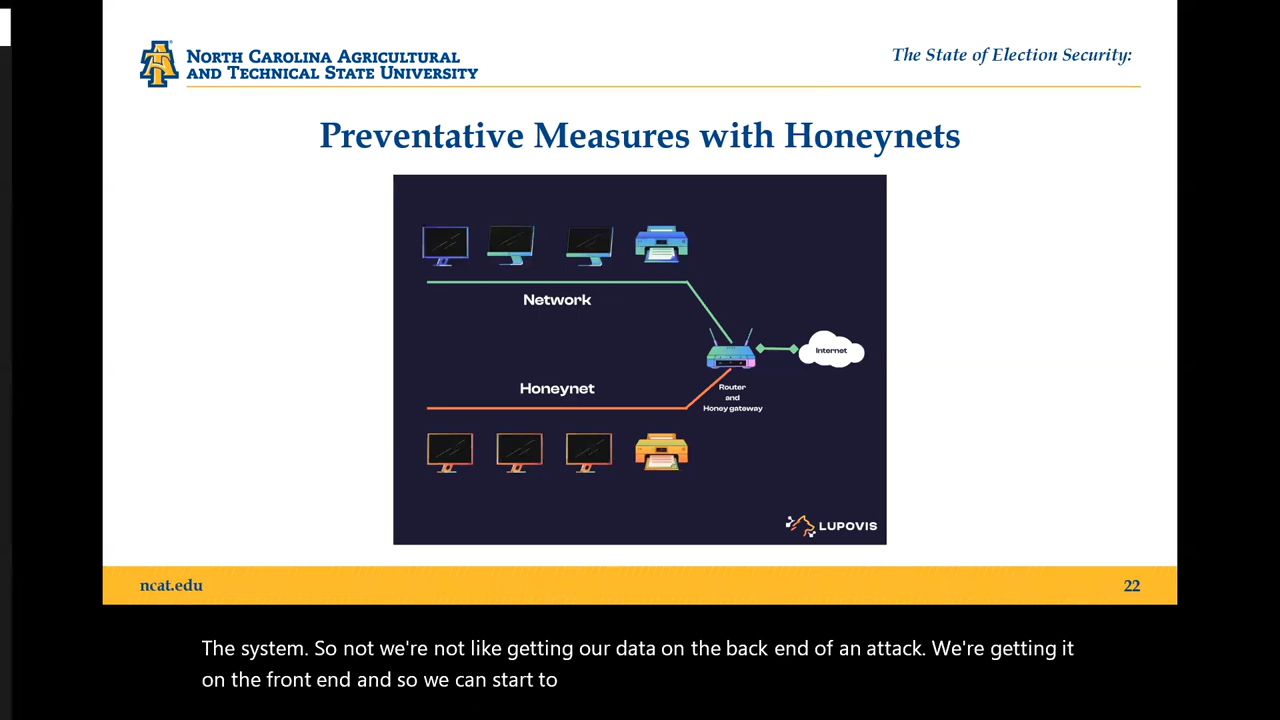 NORTH CAROLINA AGRICULTURAL
AND TECHNICAL STATE UNIVERSITY
The State of Election Security:
Preventative Measures with Honeynets
Network
Internet
Honeynet
Router
and
Honey gateway
LUPOVIS
ncat.edu
22
The system. So not we're not like getting our data on the back end of an attack. We're getting it
on the front end and so we can start to